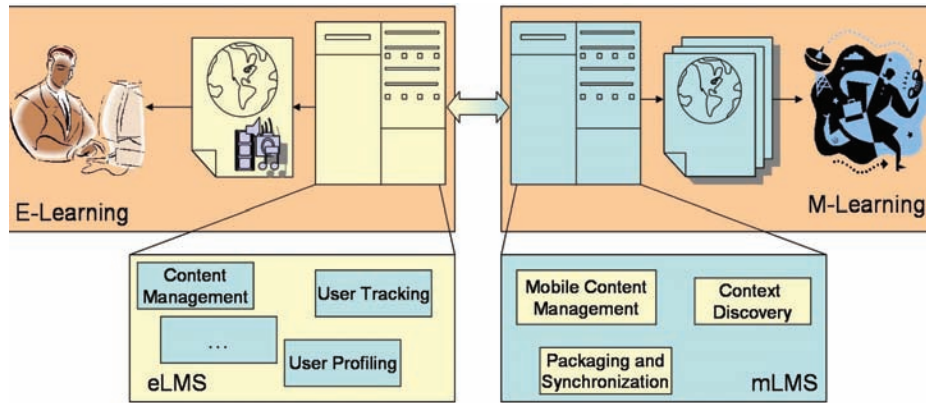 E-Learning
M-Learning
Content
Management
User Tracking
...
User Profiling
eLMS
Mobile Content
Management
Context
Discovery
Packaging and
Synchronization
mLMS